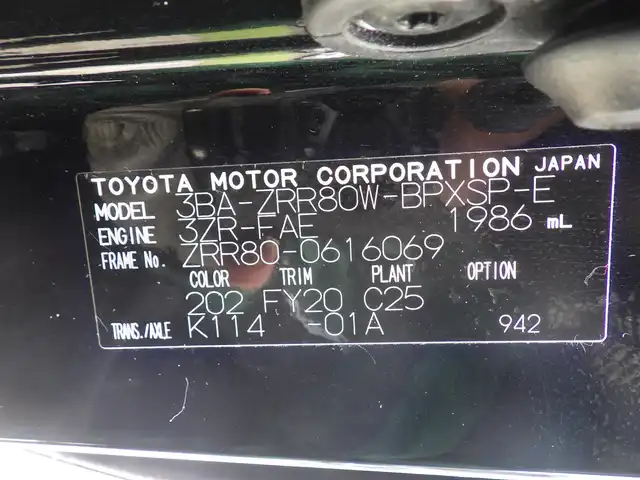 TOYOTA MOTOR CORPORATION JAPAN
MODEL 3BA-ZRR80W-BPXSP-E
ENGINE 3ZR-FAE 1986 mL
FRAME No. ZRR80-0616069
COLOR TRIM PLANT OPTION
202 FY20 C25
TRANS./AXLE K114 -01A 942